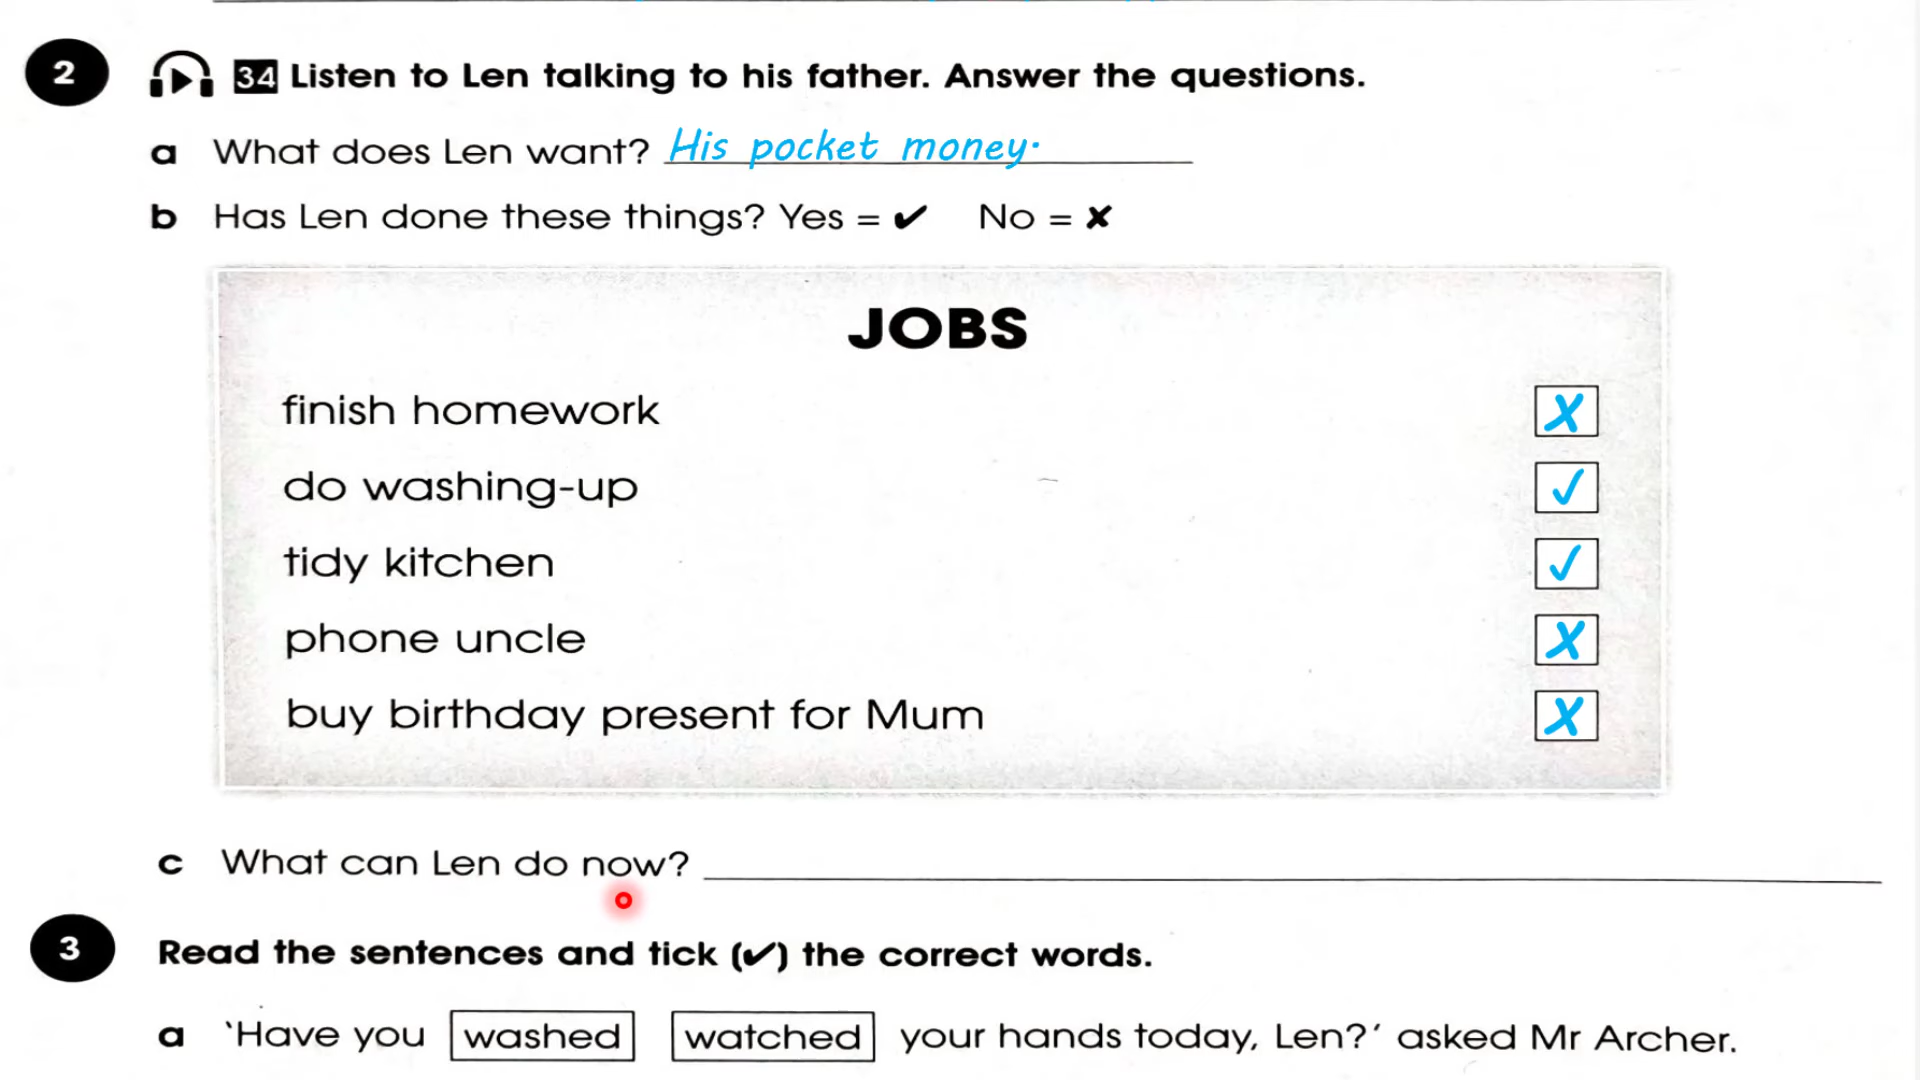 2 34 Listen to Len talking to his father. Answer the questions.
a What does Len want? His pocket money.
b Has Len done these things? Yes = ✔ No = ✘
JOBS
finish homework ✗
do washing-up ✓
tidy kitchen ✓
phone uncle ✗
buy birthday present for Mum ✗
c What can Len do now?
3 Read the sentences and tick (✔) the correct words.
a ‘Have you washed watched your hands today, Len?’ asked Mr Archer.